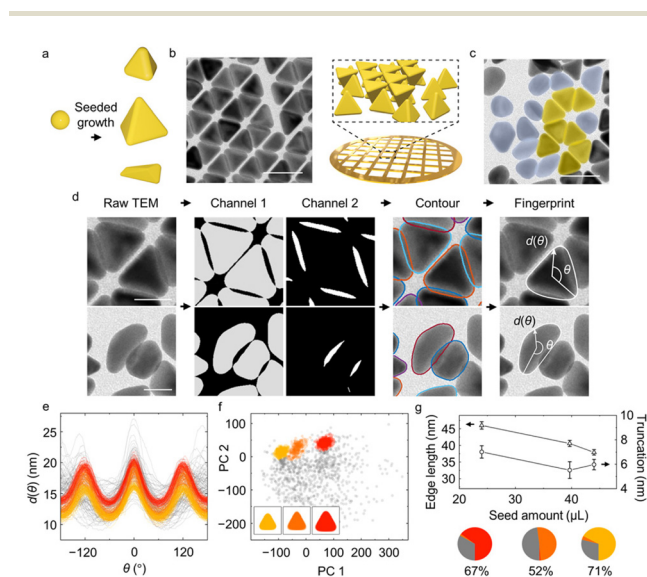 a
b
c
Seeded
growth
d
Raw TEM
Channel 1
Channel 2
Contour
Fingerprint
d(θ)
θ
d(θ)
θ
e
f
g
d(θ) (nm)
25
20
15
10
-120
0
120
θ (°)
PC 2
100
0
-100
-200
-100
0
100
200
300
PC 1
Edge length (nm)
45
40
35
30
Truncation (nm)
10
8
6
4
20
30
40
Seed amount (µL)
67%
52%
71%